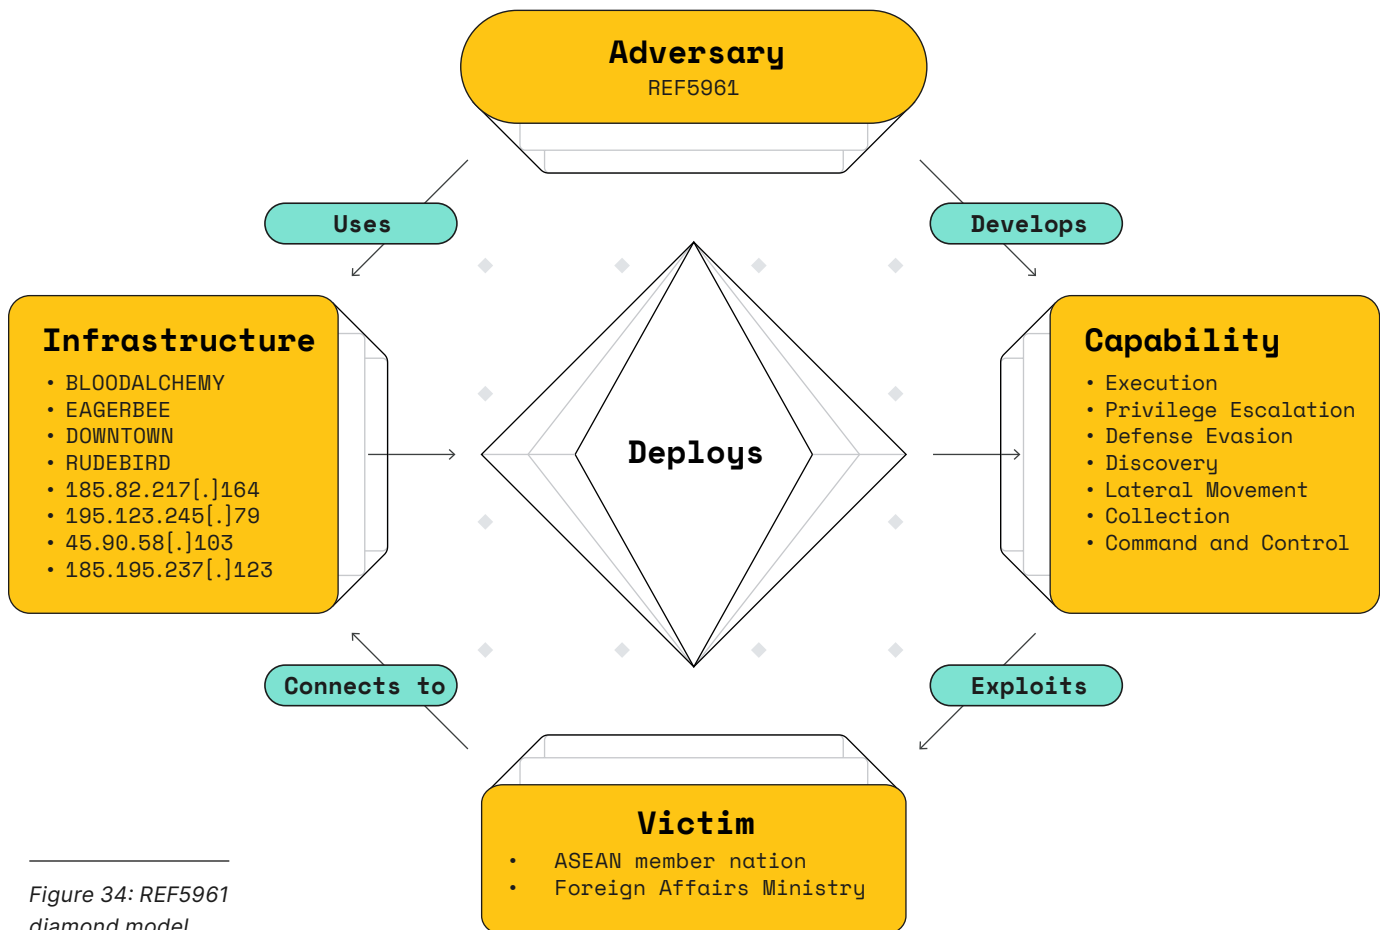 Adversary
REF5961
Uses
Develops
Infrastructure
• BLOODALCHEMY
• EAGERBEE
• DOWNTOWN
• RUDEBIRD
• 185.82.217[.]164
• 195.123.245[.]79
• 45.90.58[.]103
• 185.195.237[.]123
Deploys
Capability
• Execution
• Privilege Escalation
• Defense Evasion
• Discovery
• Lateral Movement
• Collection
• Command and Control
Connects to
Exploits
Victim
• ASEAN member nation
• Foreign Affairs Ministry
Figure 34: REF5961
diamond model